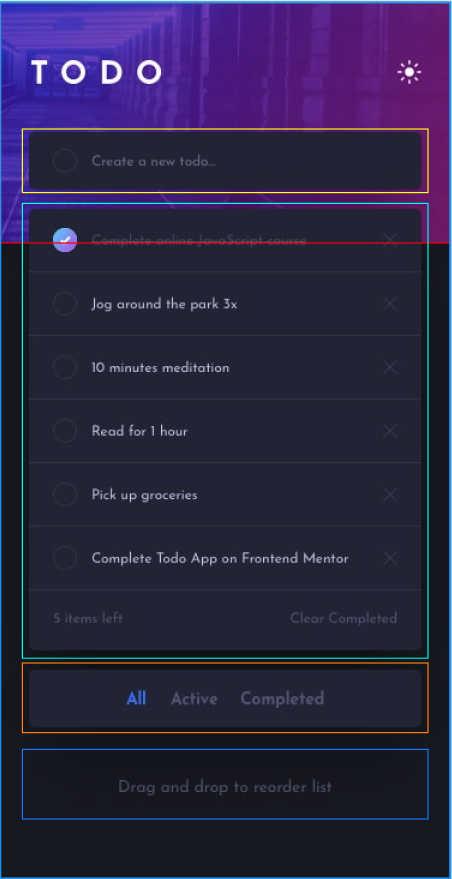 TODO
Create a new todo...
Complete online JavaScript course
Jog around the park 3x
10 minutes meditation
Read for 1 hour
Pick up groceries
Complete Todo App on Frontend Mentor
5 items left Clear Completed
All Active Completed
Drag and drop to reorder list